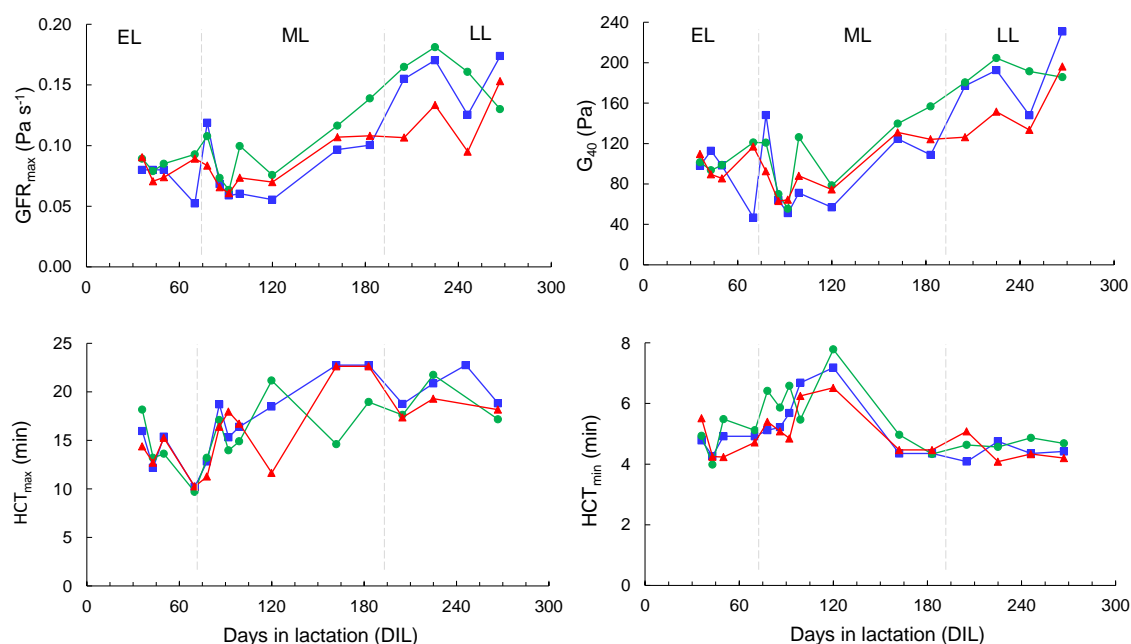 EL ML LL
GFRmax (Pa s-1)
0.20
0.15
0.10
0.05
0.00
0 60 120 180 240 300
EL ML LL
G40 (Pa)
240
200
160
120
80
40
0
0 60 120 180 240 300
HCTmax (min)
25
20
15
10
5
0
0 60 120 180 240 300
Days in lactation (DIL)
HCTmin (min)
8
6
4
2
0
0 60 120 180 240 300
Days in lactation (DIL)